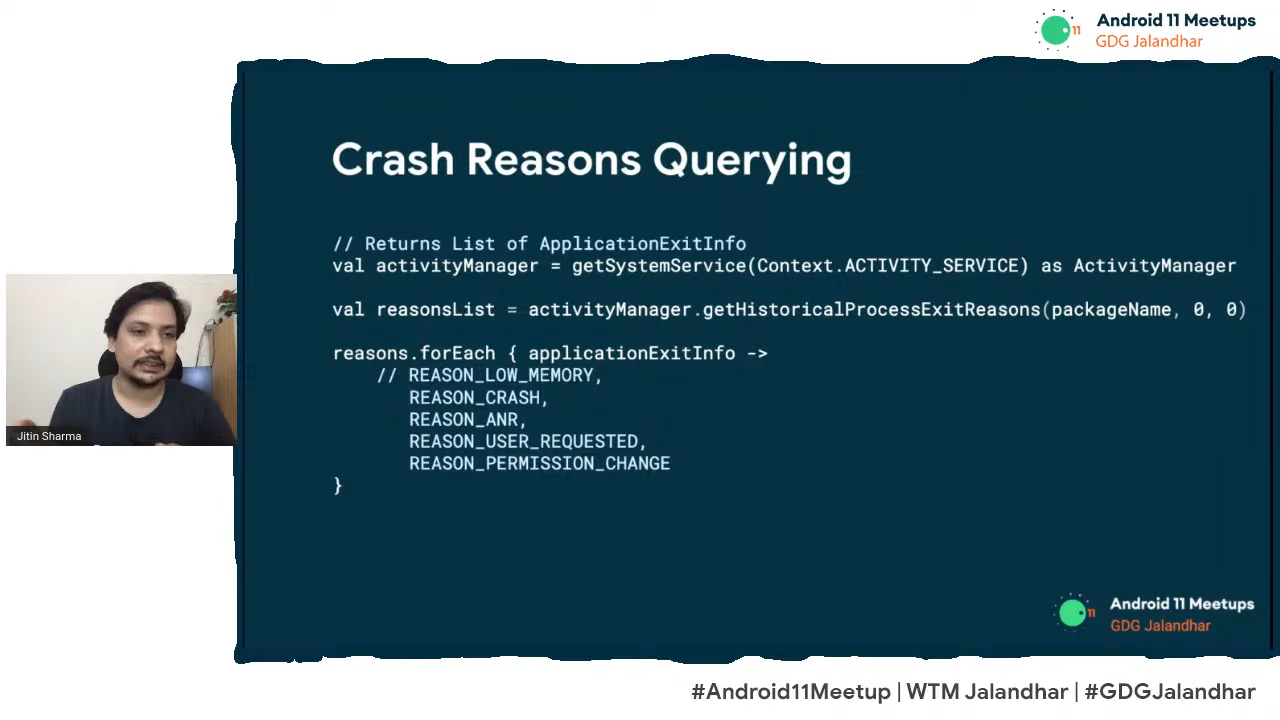 Android 11 Meetups
11 GDG Jalandhar
Crash Reasons Querying
// Returns List of ApplicationExitInfo
val activityManager = getSystemService(Context.ACTIVITY_SERVICE) as ActivityManager
val reasonsList = activityManager.getHistoricalProcessExitReasons(packageName, 0, 0)
reasons.forEach { applicationExitInfo ->
// REASON_LOW_MEMORY,
REASON_CRASH,
REASON_ANR,
REASON_USER_REQUESTED,
REASON_PERMISSION_CHANGE
}
Jitin Sharma
Android 11 Meetups
11 GDG Jalandhar
#Android11Meetup | WTM Jalandhar | #GDGJalandhar